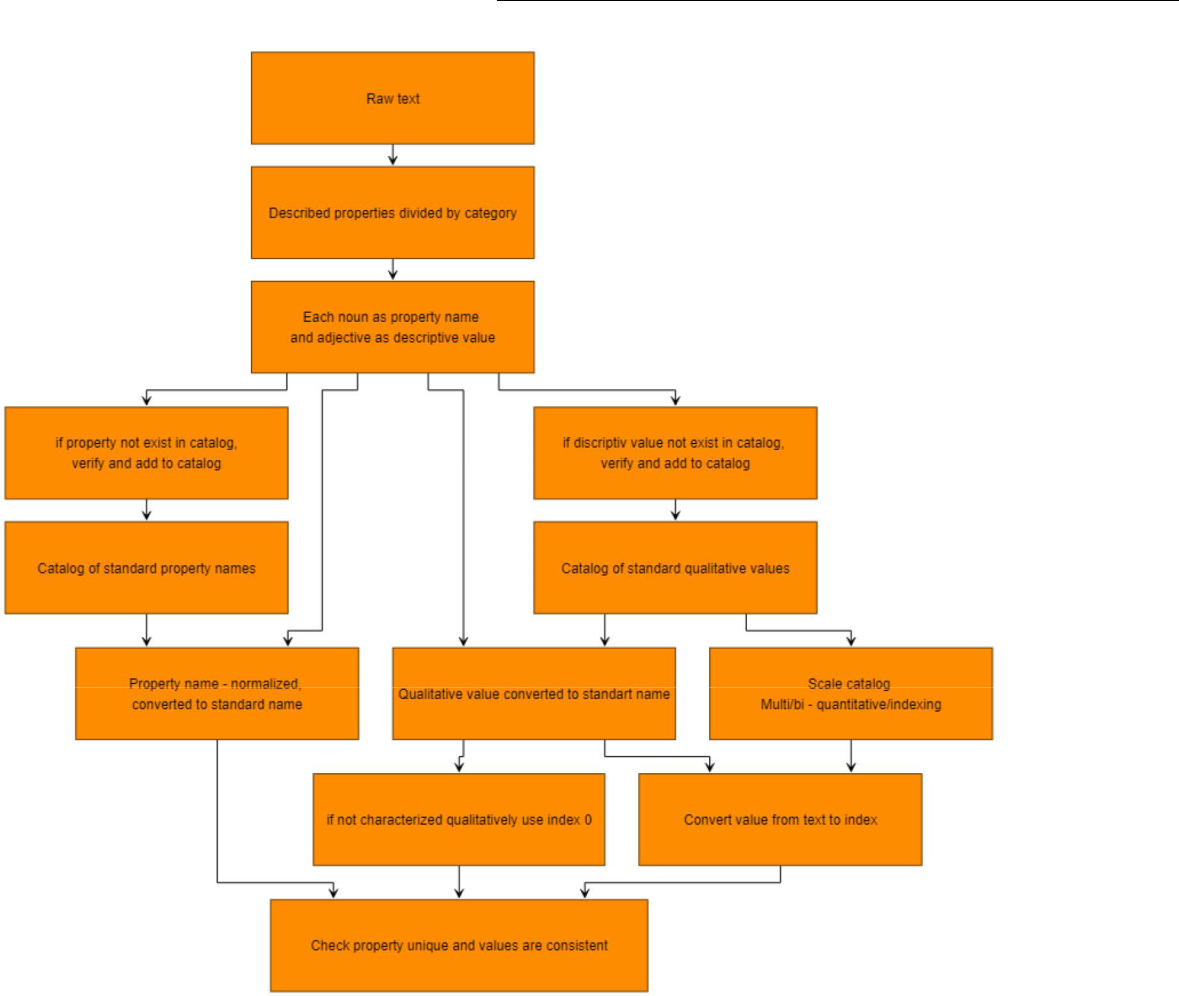 Raw text
Described properties divided by category
Each noun as property name
and adjective as descriptive value
if property not exist in catalog,
verify and add to catalog
if discriptiv value not exist in catalog,
verify and add to catalog
Catalog of standard property names
Catalog of standard qualitative values
Property name - normalized,
converted to standard name
Qualitative value converted to standart name
Scale catalog
Multi/bi - quantitative/indexing
if not characterized qualitatively use index 0
Convert value from text to index
Check property unique and values are consistent